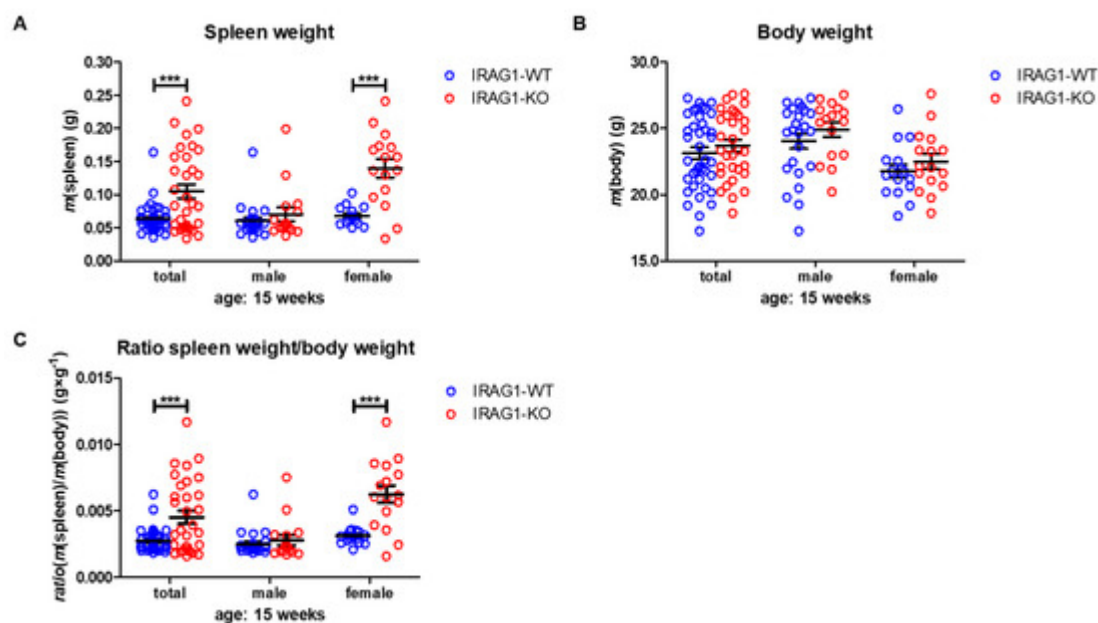 A
Spleen weight
m(spleen) (g)
0.30
0.25
0.20
0.15
0.10
0.05
0.00
***
***
IRAG1-WT
IRAG1-KO
total
male
female
age: 15 weeks
B
Body weight
m(body) (g)
30.0
25.0
20.0
15.0
IRAG1-WT
IRAG1-KO
total
male
female
age: 15 weeks
C
Ratio spleen weight/body weight
ratio(m(spleen)/m(body)) (g×g⁻¹)
0.015
0.010
0.005
0.000
***
***
IRAG1-WT
IRAG1-KO
total
male
female
age: 15 weeks